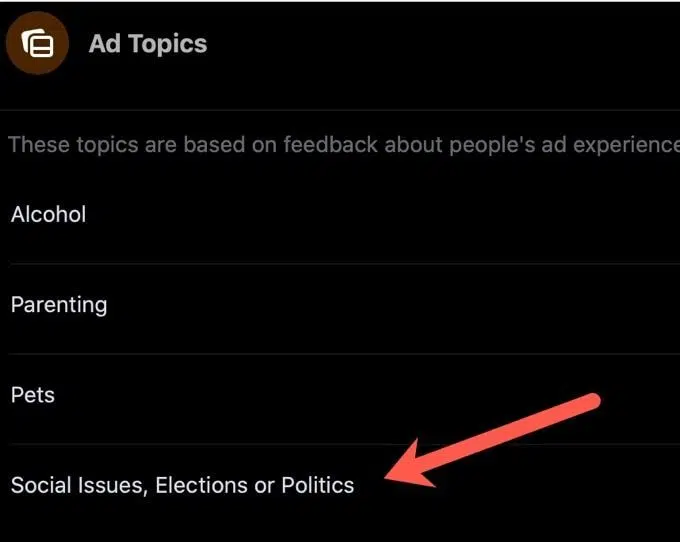 Ad Topics
These topics are based on feedback about people's ad experience
Alcohol
Parenting
Pets
Social Issues, Elections or Politics